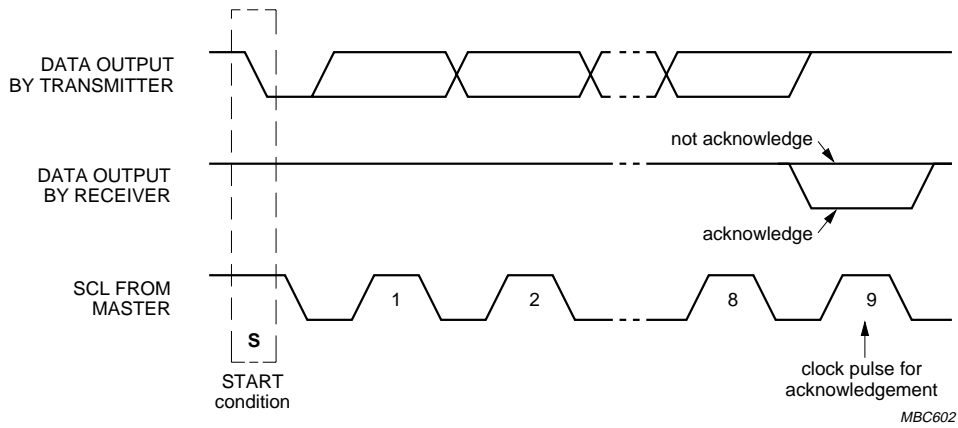 DATA OUTPUT
BY TRANSMITTER
not acknowledge
DATA OUTPUT
BY RECEIVER
acknowledge
SCL FROM
MASTER
1
2
8
9
S
START
condition
clock pulse for
acknowledgement
MBC602